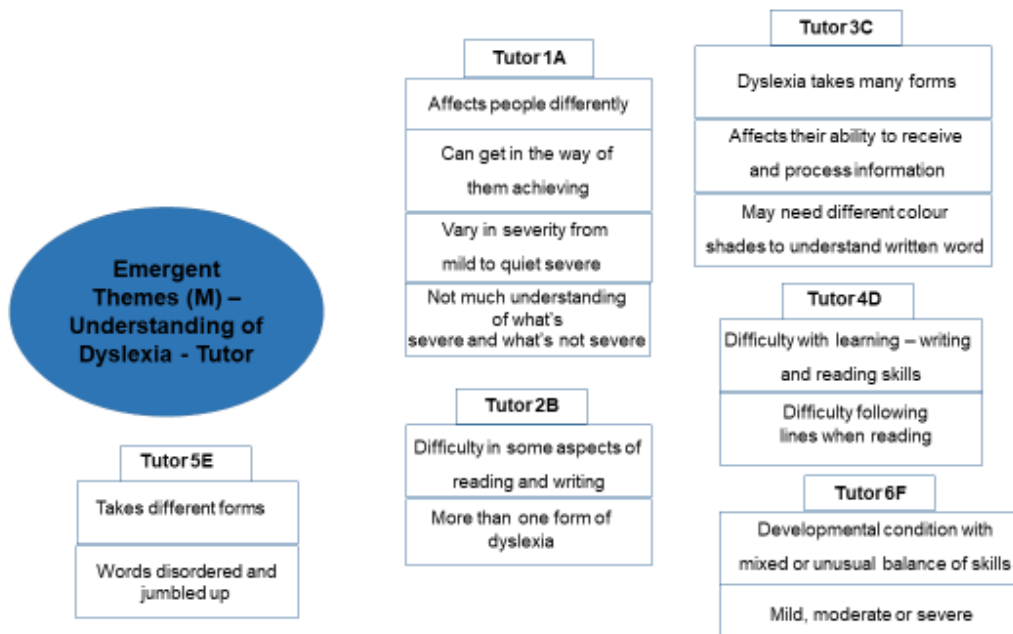 Emergent
Themes (M) –
Understanding of
Dyslexia - Tutor
Tutor 1A
Affects people differently
Can get in the way of
them achieving
Vary in severity from
mild to quiet severe
Not much understanding
of what's
severe and what's not severe
Tutor 2B
Difficulty in some aspects of
reading and writing
More than one form of
dyslexia
Tutor 3C
Dyslexia takes many forms
Affects their ability to receive
and process information
May need different colour
shades to understand written word
Tutor 4D
Difficulty with learning – writing
and reading skills
Difficulty following
lines when reading
Tutor 5E
Takes different forms
Words disordered and
jumbled up
Tutor 6F
Developmental condition with
mixed or unusual balance of skills
Mild, moderate or severe